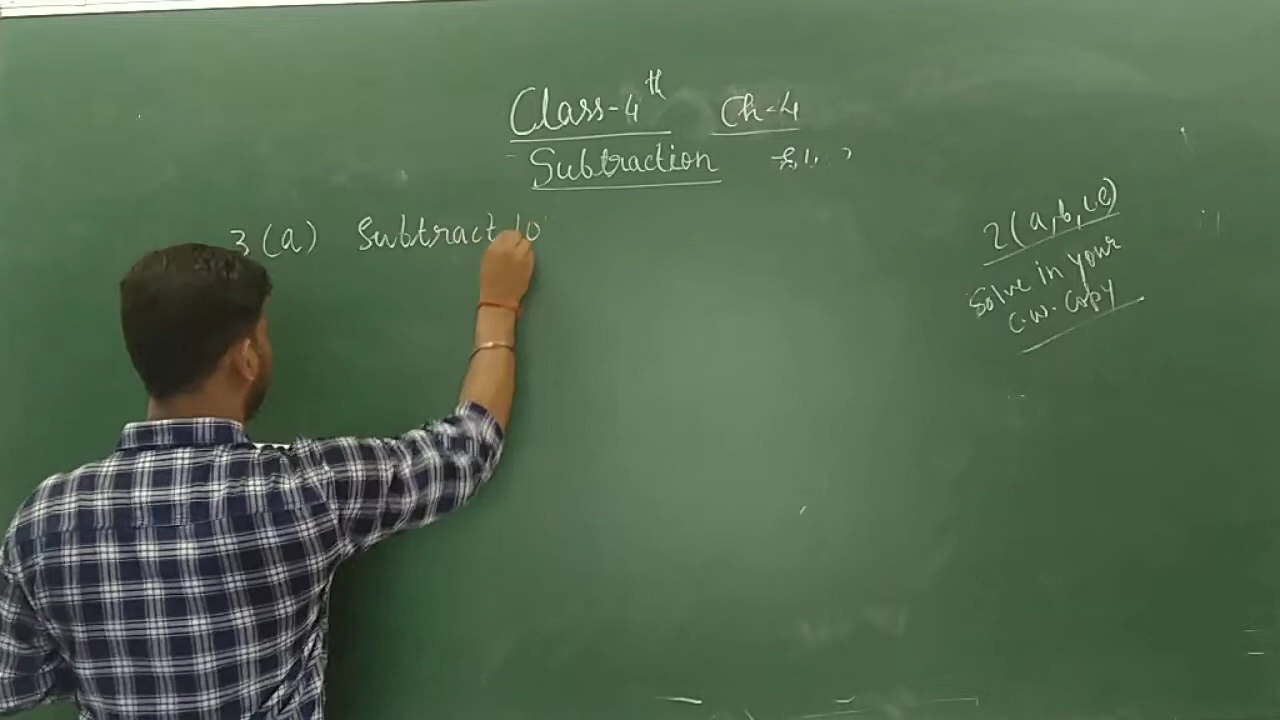 Class-4th Ch-4
Subtraction
3 (a) Subtract 10
2(a,b,c,e)
Solve in your
C.W. Copy